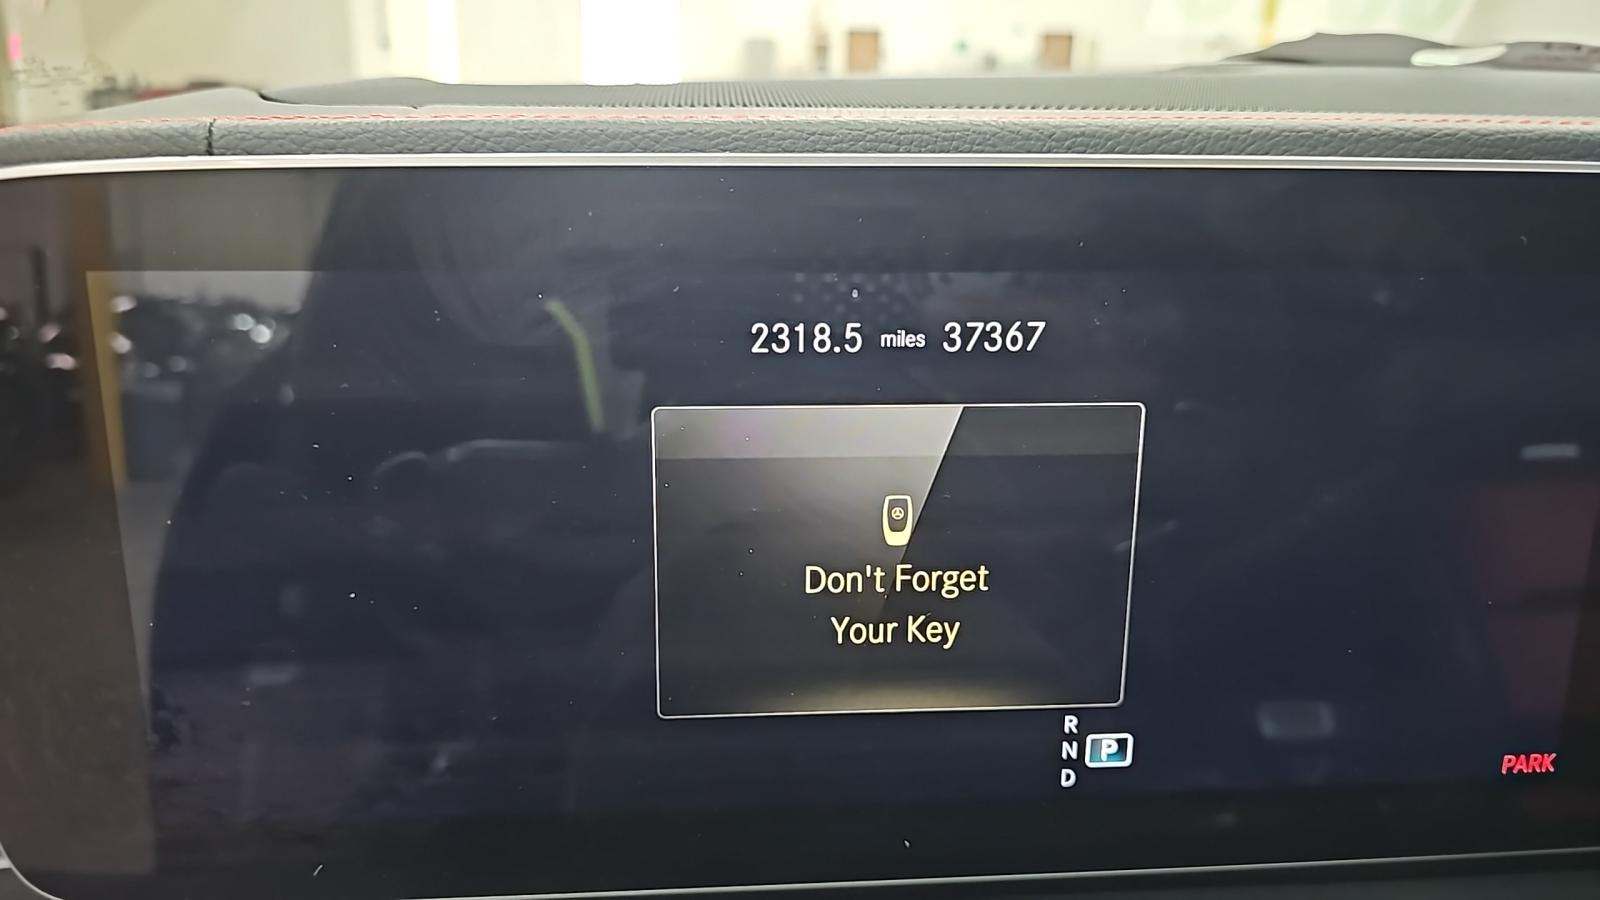 2318.5 miles 37367
Don't Forget
Your Key
R
N P
D
PARK